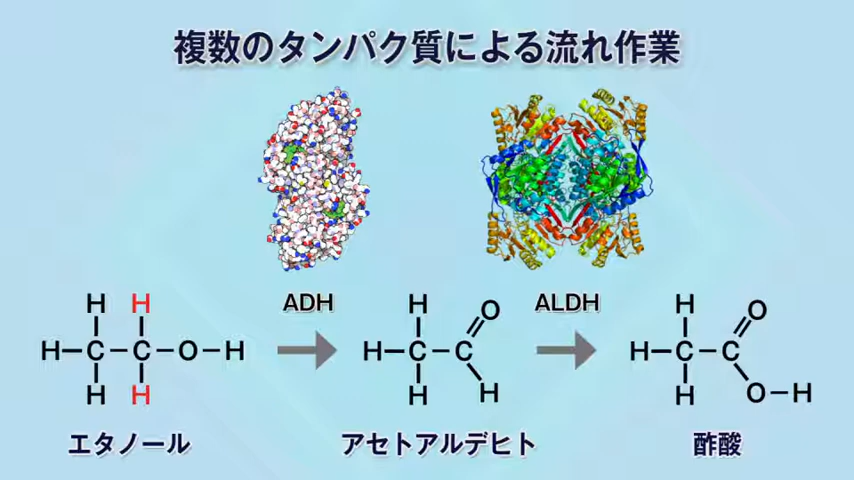 複数のタンパク質による流れ作業
ADH
ALDH
H H
H-C-C-O-H
H H
H O
H-C-C
H H
H O
H-C-C
H O-H
エタノール
アセトアルデヒト
酢酸